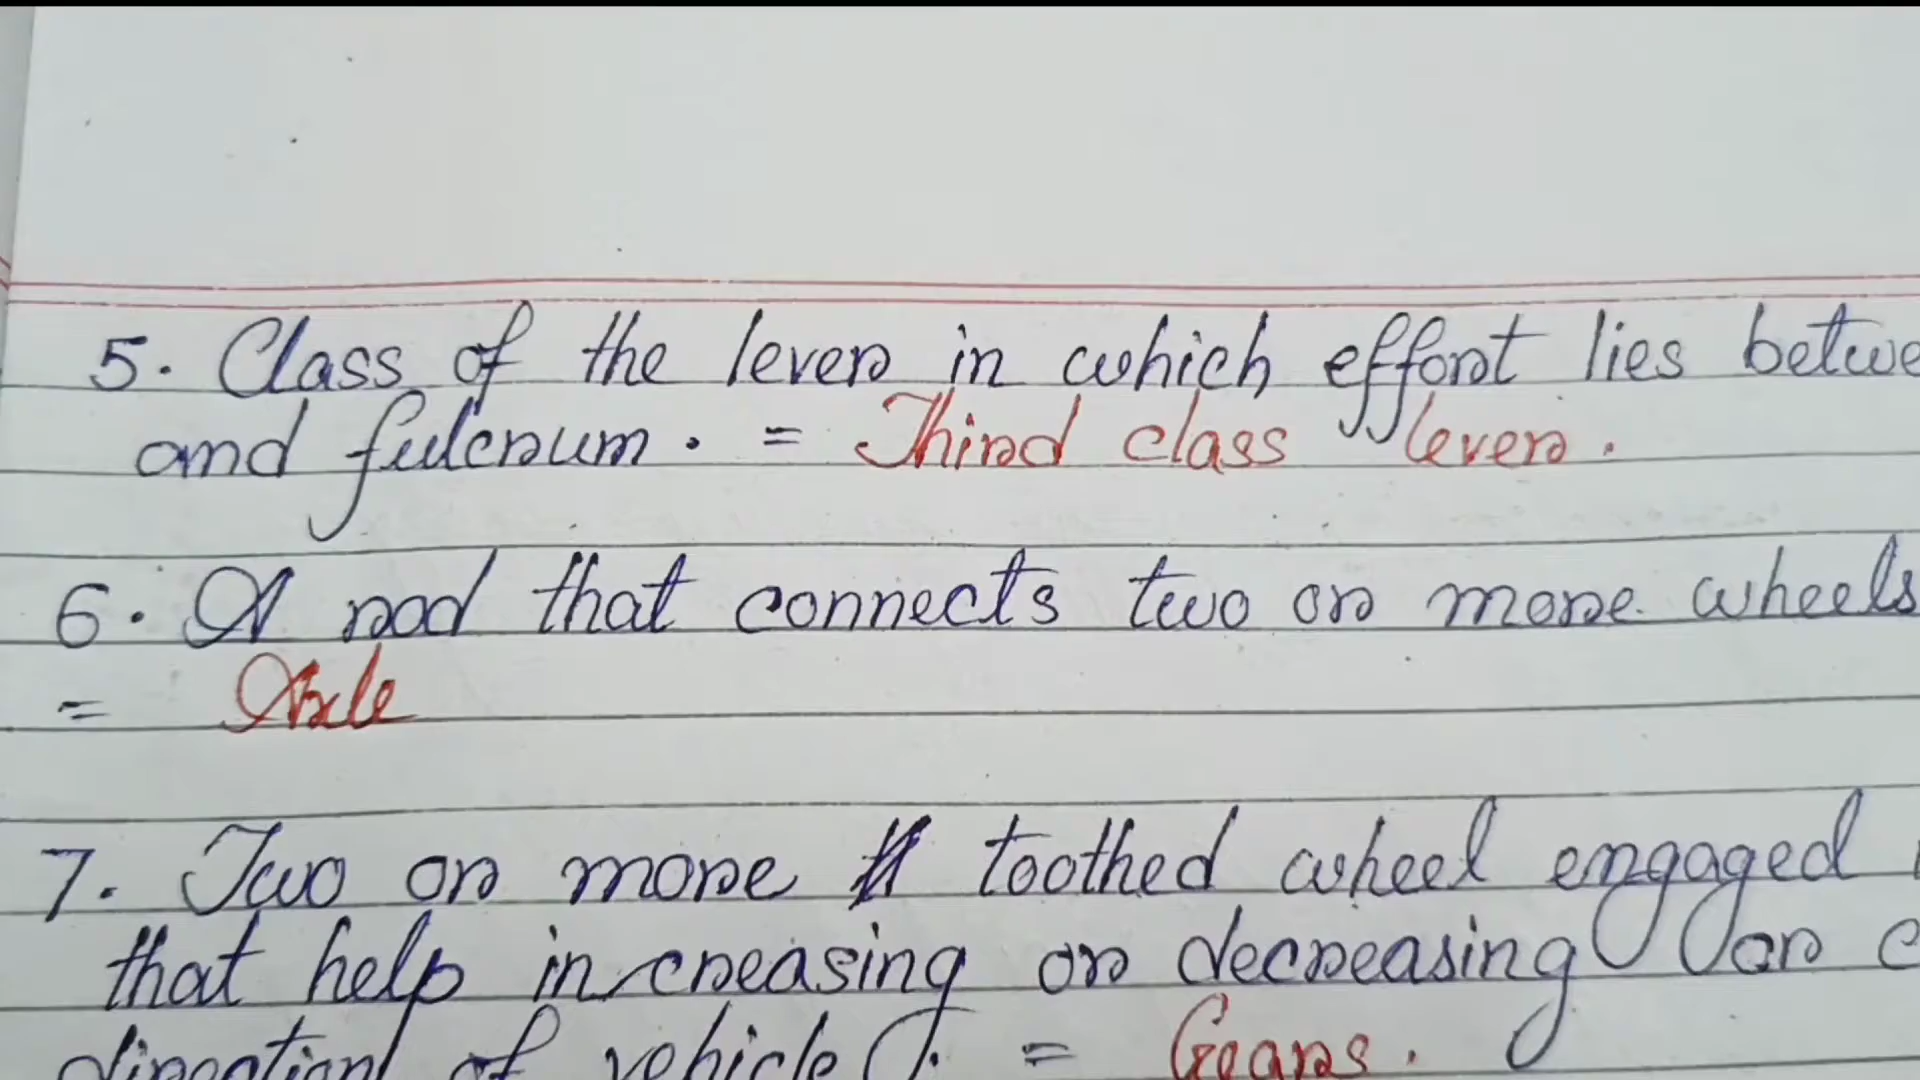 5. Class of the lever in which effort lies betwe
and fulcrum. = Third class lever.
6. A rod that connects two or more wheels
= Axle
7. Two or more toothed wheel engaged
that help increasing or decreasing or c
direction of vehicle. = Gears.